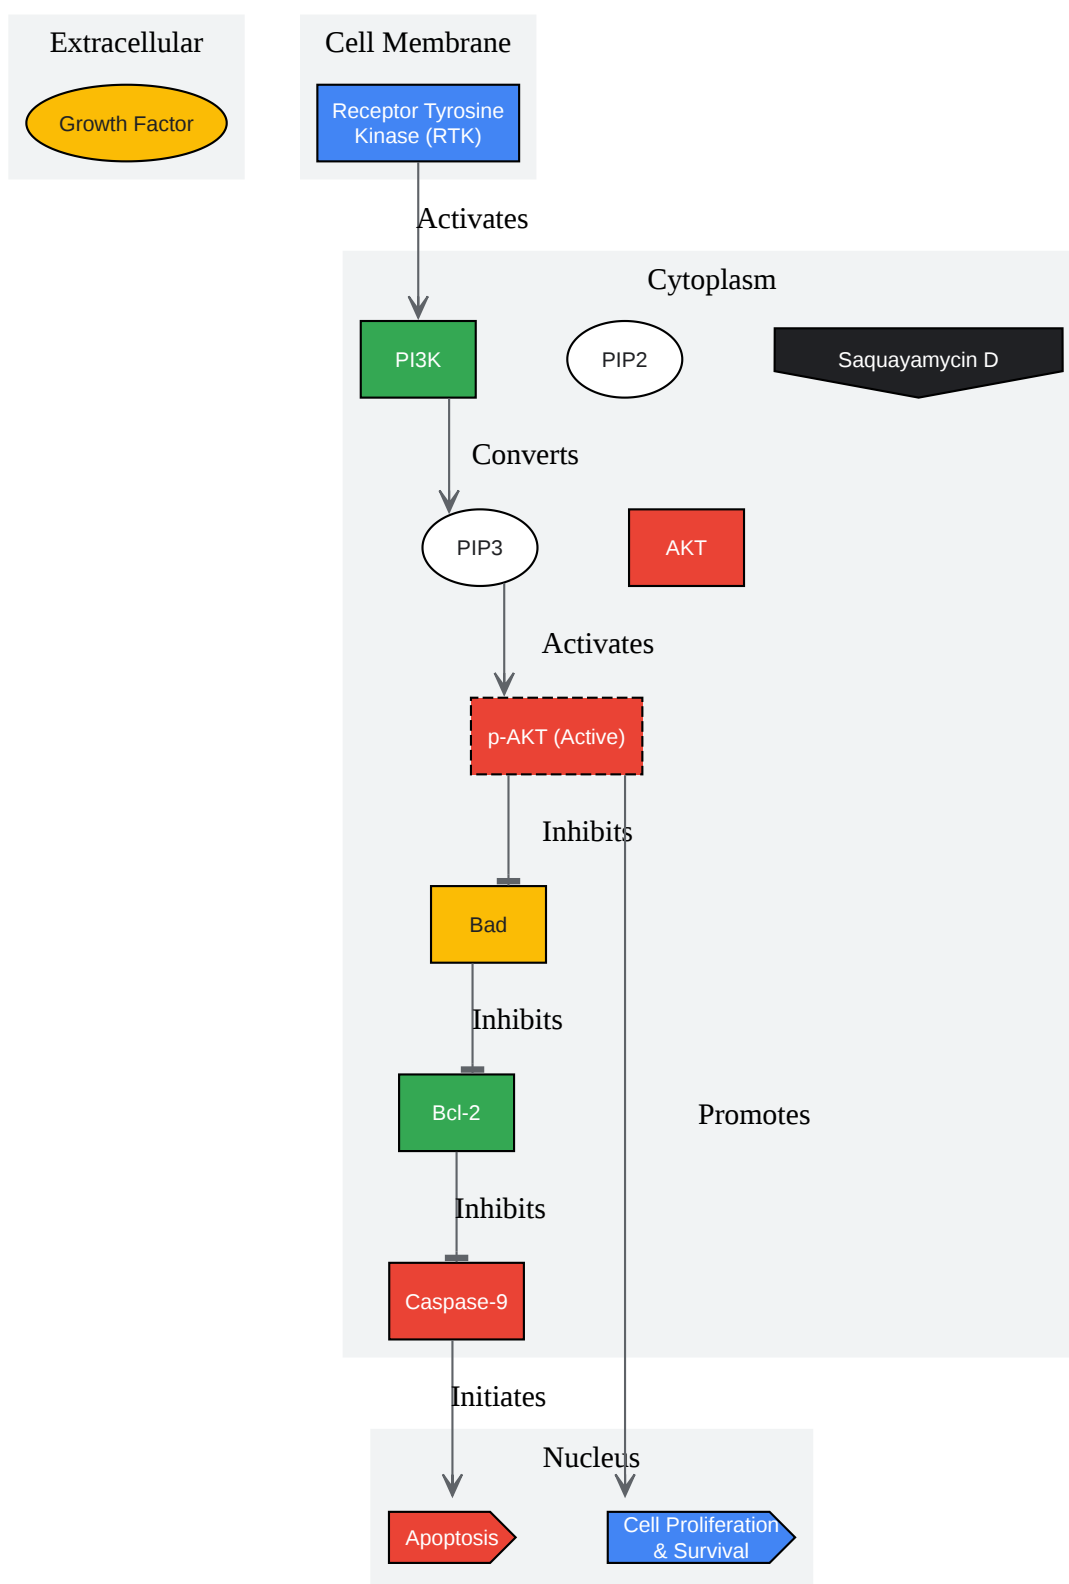 Extracellular
Cell Membrane
Growth Factor
Receptor Tyrosine
Kinase (RTK)
Activates
Cytoplasm
PI3K
PIP2
Saquayamycin D
Converts
PIP3
AKT
Activates
p-AKT (Active)
Inhibits
Bad
Inhibits
Bcl-2
Promotes
Inhibits
Caspase-9
Initiates
Nucleus
Apoptosis
Cell Proliferation
& Survival